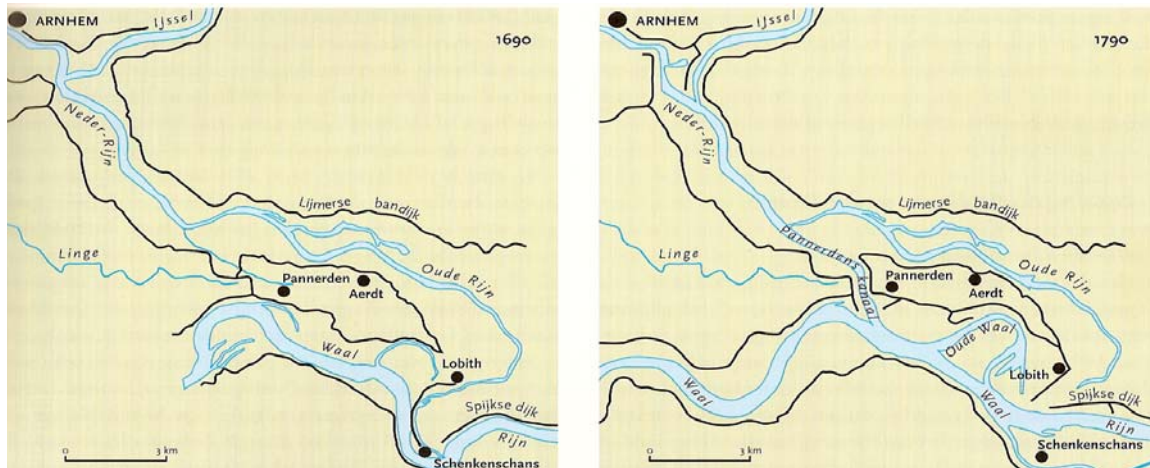 ARNHEM
IJssel
1690
Neder-Rijn
Lijmerse bandijk
Linge
Pannerden
Aerdt
Oude Rijn
Waal
Lobith
Spijkse dijk
Rijn
Schenkenschans
0 3 km
ARNHEM
IJssel
1790
Neder-Rijn
Lijmerse bandijk
Pannerdens kanaal
Linge
Pannerden
Aerdt
Oude Rijn
Oude Waal
Lobith
Waal
Waal
Spijkse dijk
Rijn
Schenkenschans
0 3 km